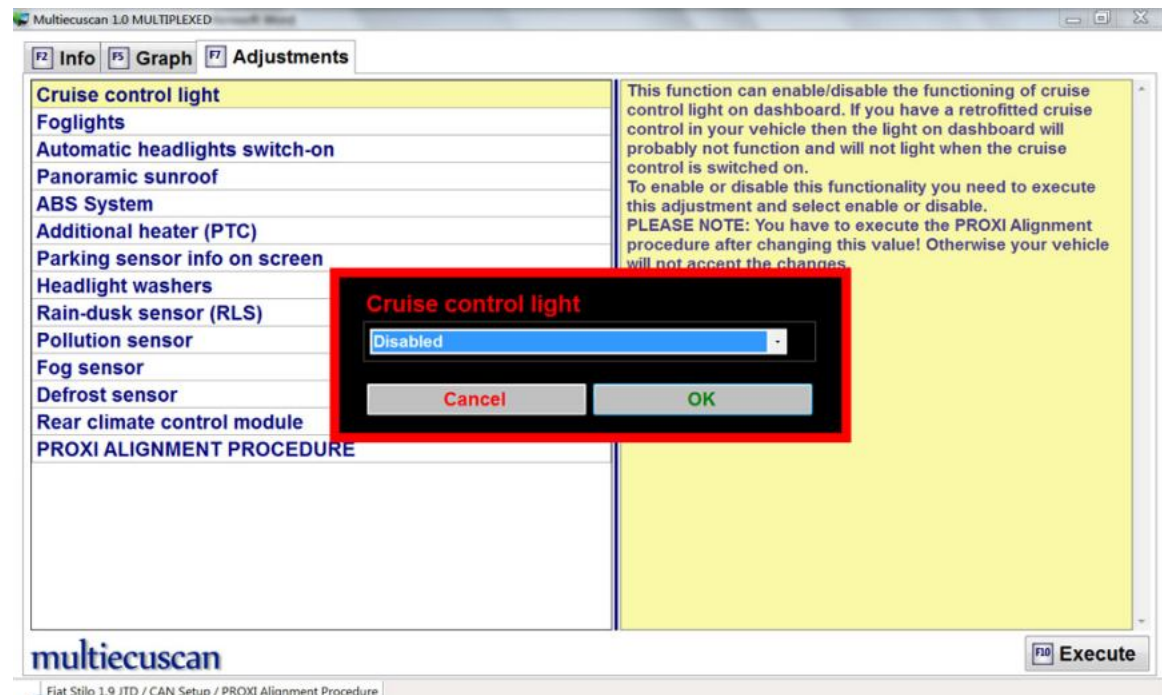 Multiecuscan 1.0 MULTIPLEXED
F2 Info F5 Graph F7 Adjustments
Cruise control light
Foglights
Automatic headlights switch-on
Panoramic sunroof
ABS System
Additional heater (PTC)
Parking sensor info on screen
Headlight washers
Rain-dusk sensor (RLS)
Pollution sensor
Fog sensor
Defrost sensor
Rear climate control module
PROXI ALIGNMENT PROCEDURE
This function can enable/disable the functioning of cruise
control light on dashboard. If you have a retrofitted cruise
control in your vehicle then the light on dashboard will
probably not function and will not light when the cruise
control is switched on.
To enable or disable this functionality you need to execute
this adjustment and select enable or disable.
PLEASE NOTE: You have to execute the PROXI Alignment
procedure after changing this value! Otherwise your vehicle
will not accept the changes.
Cruise control light
Disabled
Cancel OK
multiecuscan
F10 Execute
Fiat Stilo 1.9 JTD / CAN Setup / PROXI Alignment Procedure